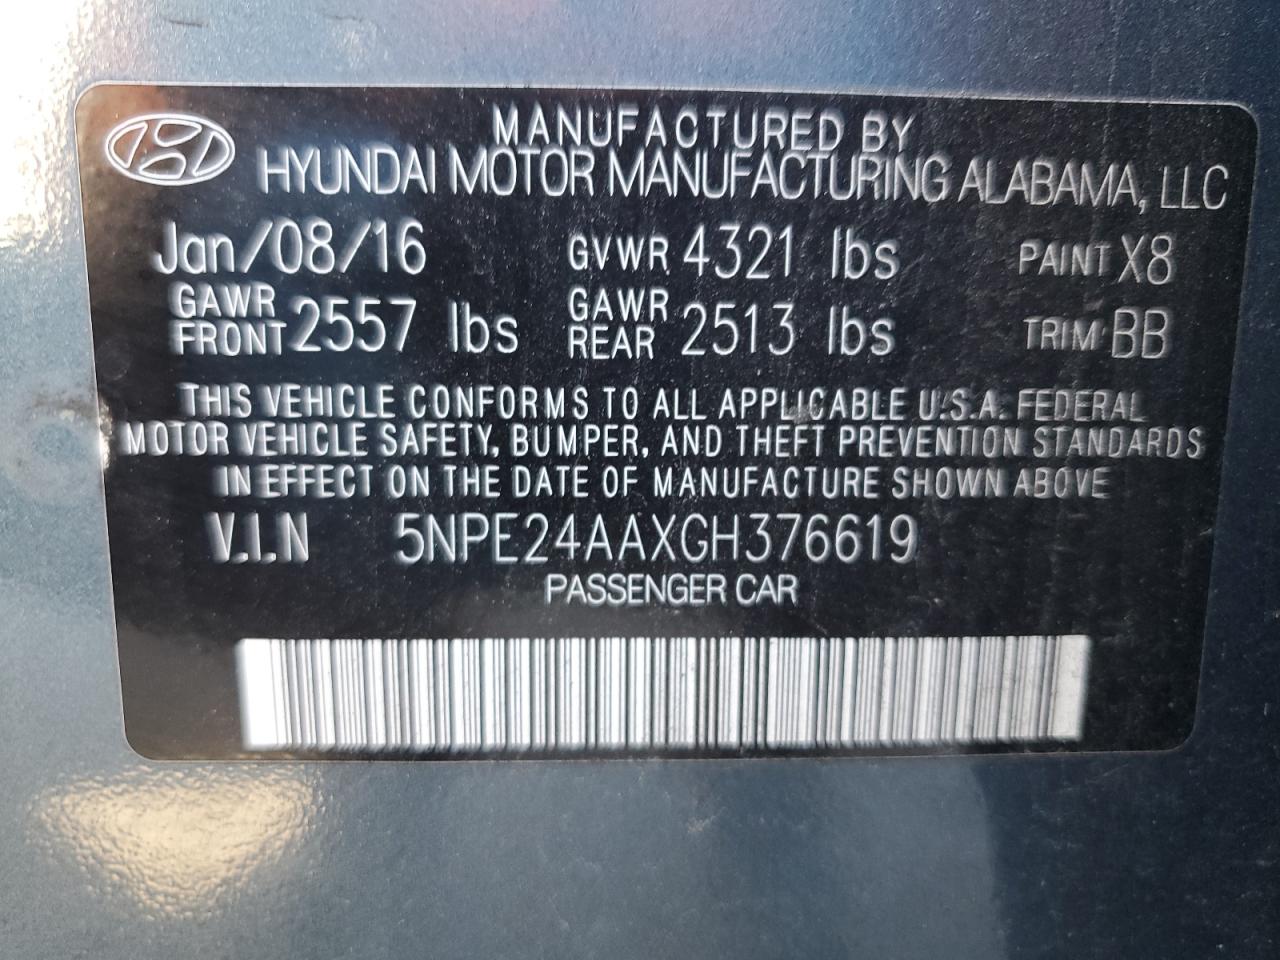 MANUFACTURED BY
HYUNDAI MOTOR MANUFACTURING ALABAMA, LLC
Jan/08/16 GVWR 4321 lbs PAINT X8
GAWR FRONT 2557 lbs GAWR REAR 2513 lbs TRIM BB
THIS VEHICLE CONFORMS TO ALL APPLICABLE U.S.A. FEDERAL
MOTOR VEHICLE SAFETY, BUMPER, AND THEFT PREVENTION STANDARDS
IN EFFECT ON THE DATE OF MANUFACTURE SHOWN ABOVE
V.I.N 5NPE24AAXGH376619
PASSENGER CAR